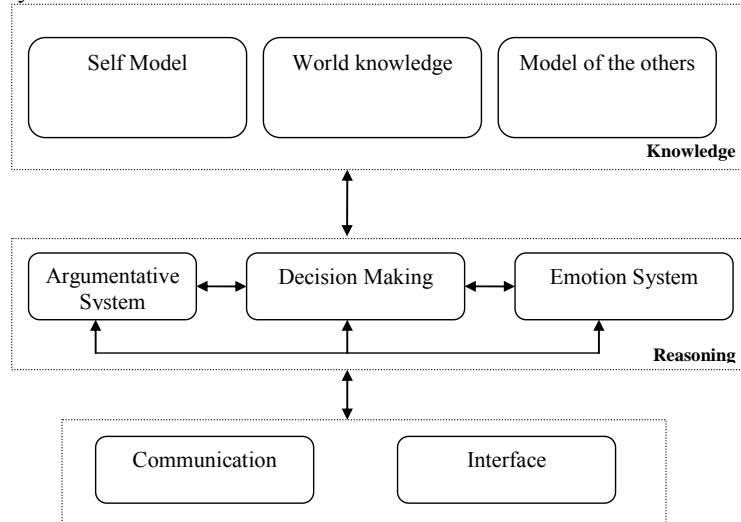 Self Model
World knowledge
Model of the others
Knowledge
Argumentative
System
Decision Making
Emotion System
Reasoning
Communication
Interface